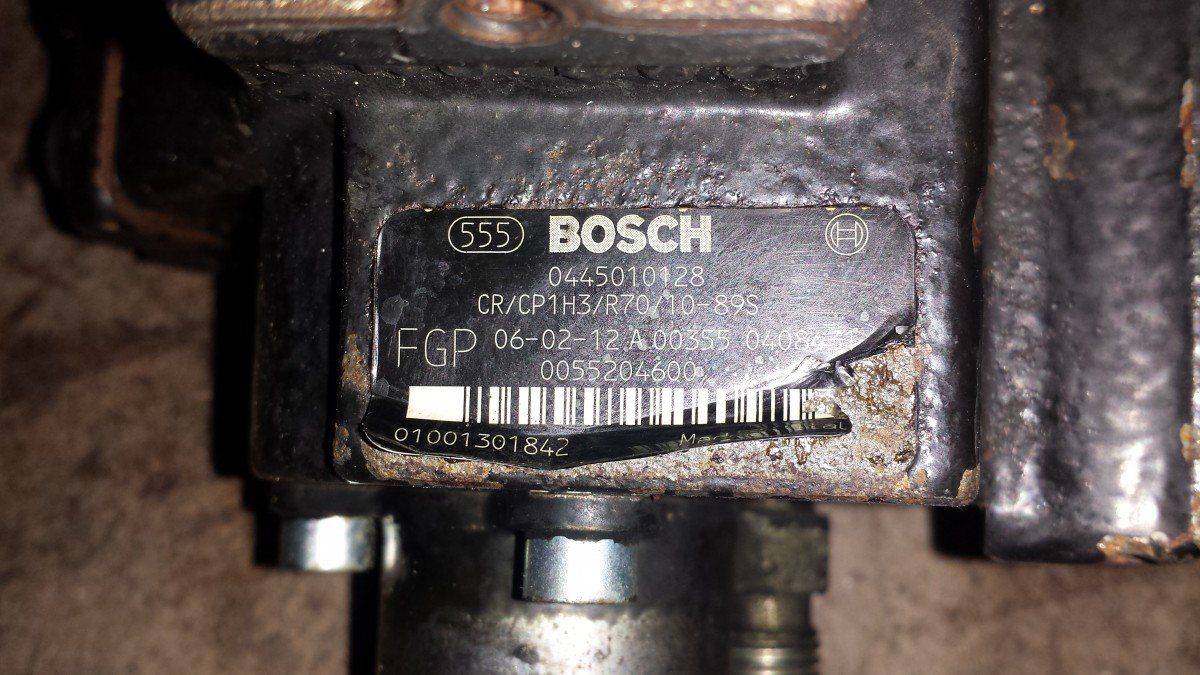 555 BOSCH H
0445010128
CR/CP1H3/R70/10-89S
FGP 06-02-12 A 00355
0055204600
01001301842